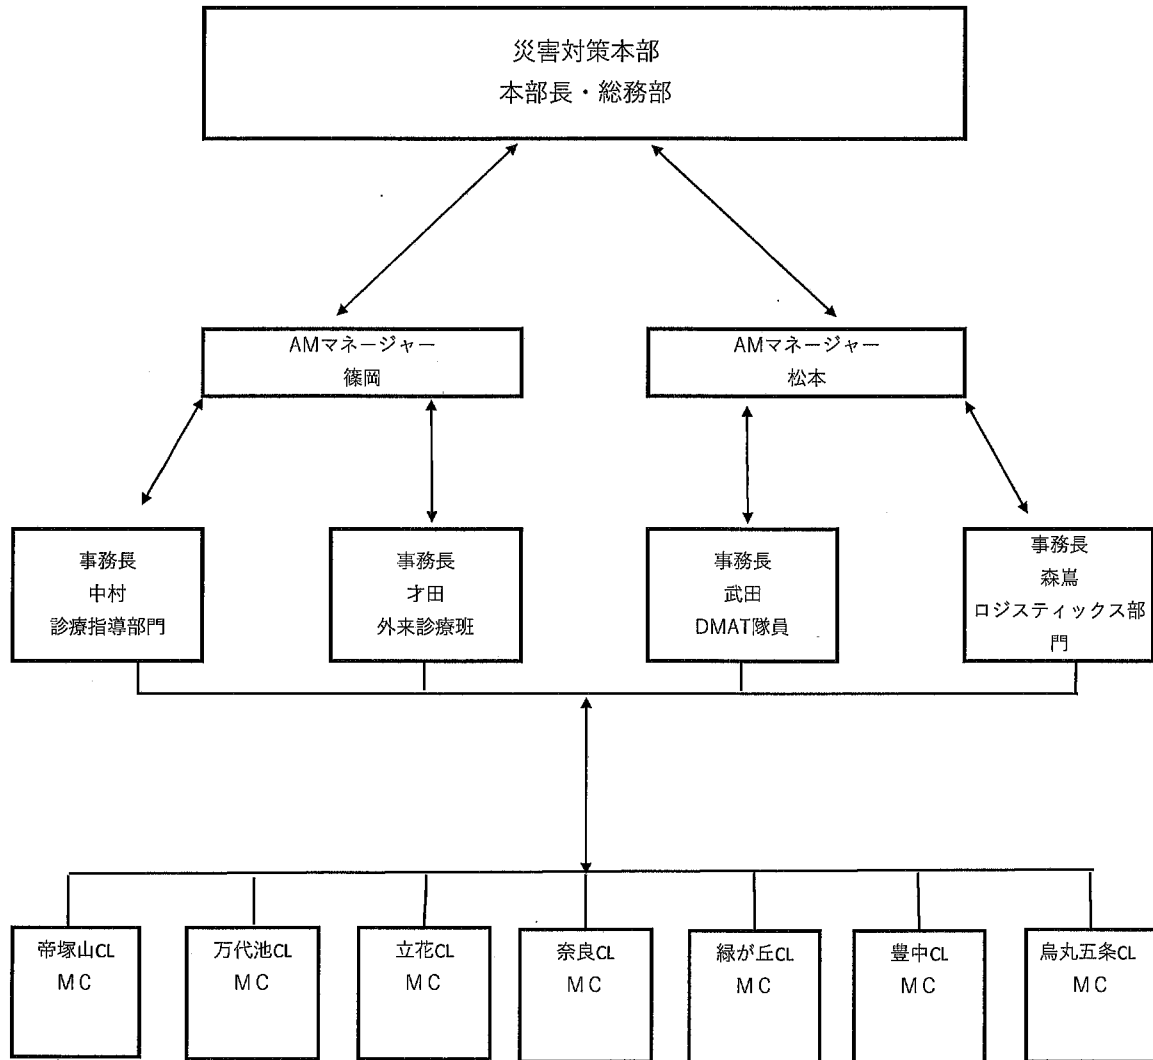 災害対策本部
本部長・総務部
AMマネージャー
篠岡
AMマネージャー
松本
事務長
中村
診療指導部門
事務長
才田
外来診療班
事務長
武田
DMAT隊員
事務長
森嶌
ロジスティックス部
門
帝塚山CL
ＭＣ
万代池CL
ＭＣ
立花CL
ＭＣ
奈良CL
ＭＣ
緑が丘CL
ＭＣ
豊中CL
ＭＣ
烏丸五条CL
ＭＣ